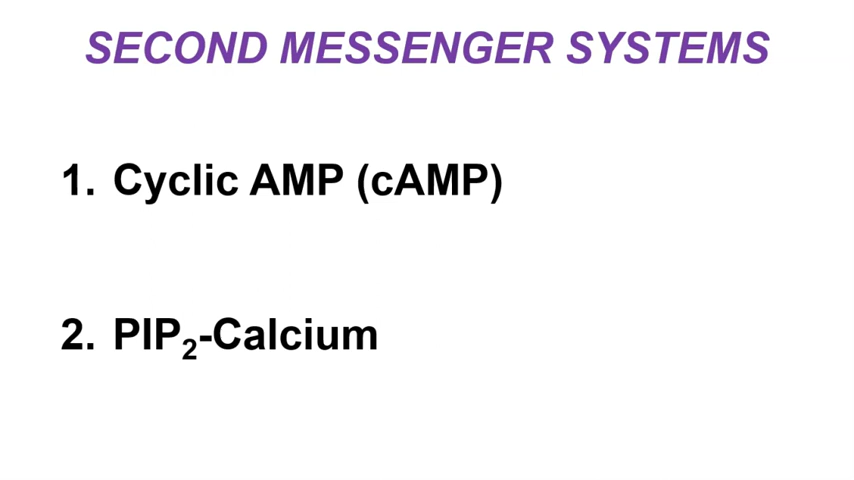 SECOND MESSENGER SYSTEMS
1. Cyclic AMP (cAMP)
2. PIP₂-Calcium